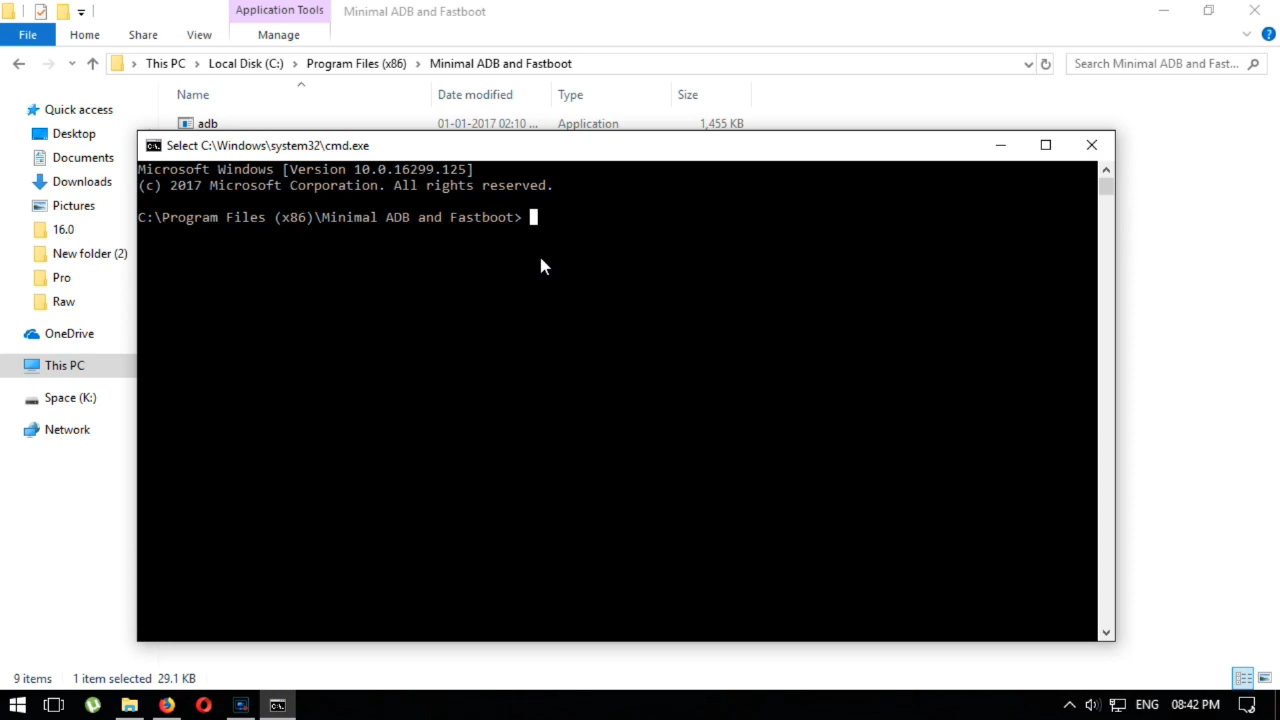 Application Tools
Minimal ADB and Fastboot
File
Home
Share
View
Manage
This PC
Local Disk (C:)
Program Files (x86)
Minimal ADB and Fastboot
Search Minimal ADB and Fast...
Quick access
Desktop
Documents
Downloads
Pictures
16.0
New folder (2)
Pro
Raw
OneDrive
This PC
Space (K:)
Network
Name
Date modified
Type
Size
adb
01-01-2017 02:10 ...
Application
1,455 KB
Select C:\Windows\system32\cmd.exe
Microsoft Windows [Version 10.0.16299.125]
(c) 2017 Microsoft Corporation. All rights reserved.
C:\Program Files (x86)\Minimal ADB and Fastboot>
9 items
1 item selected 29.1 KB
ENG
08:42 PM